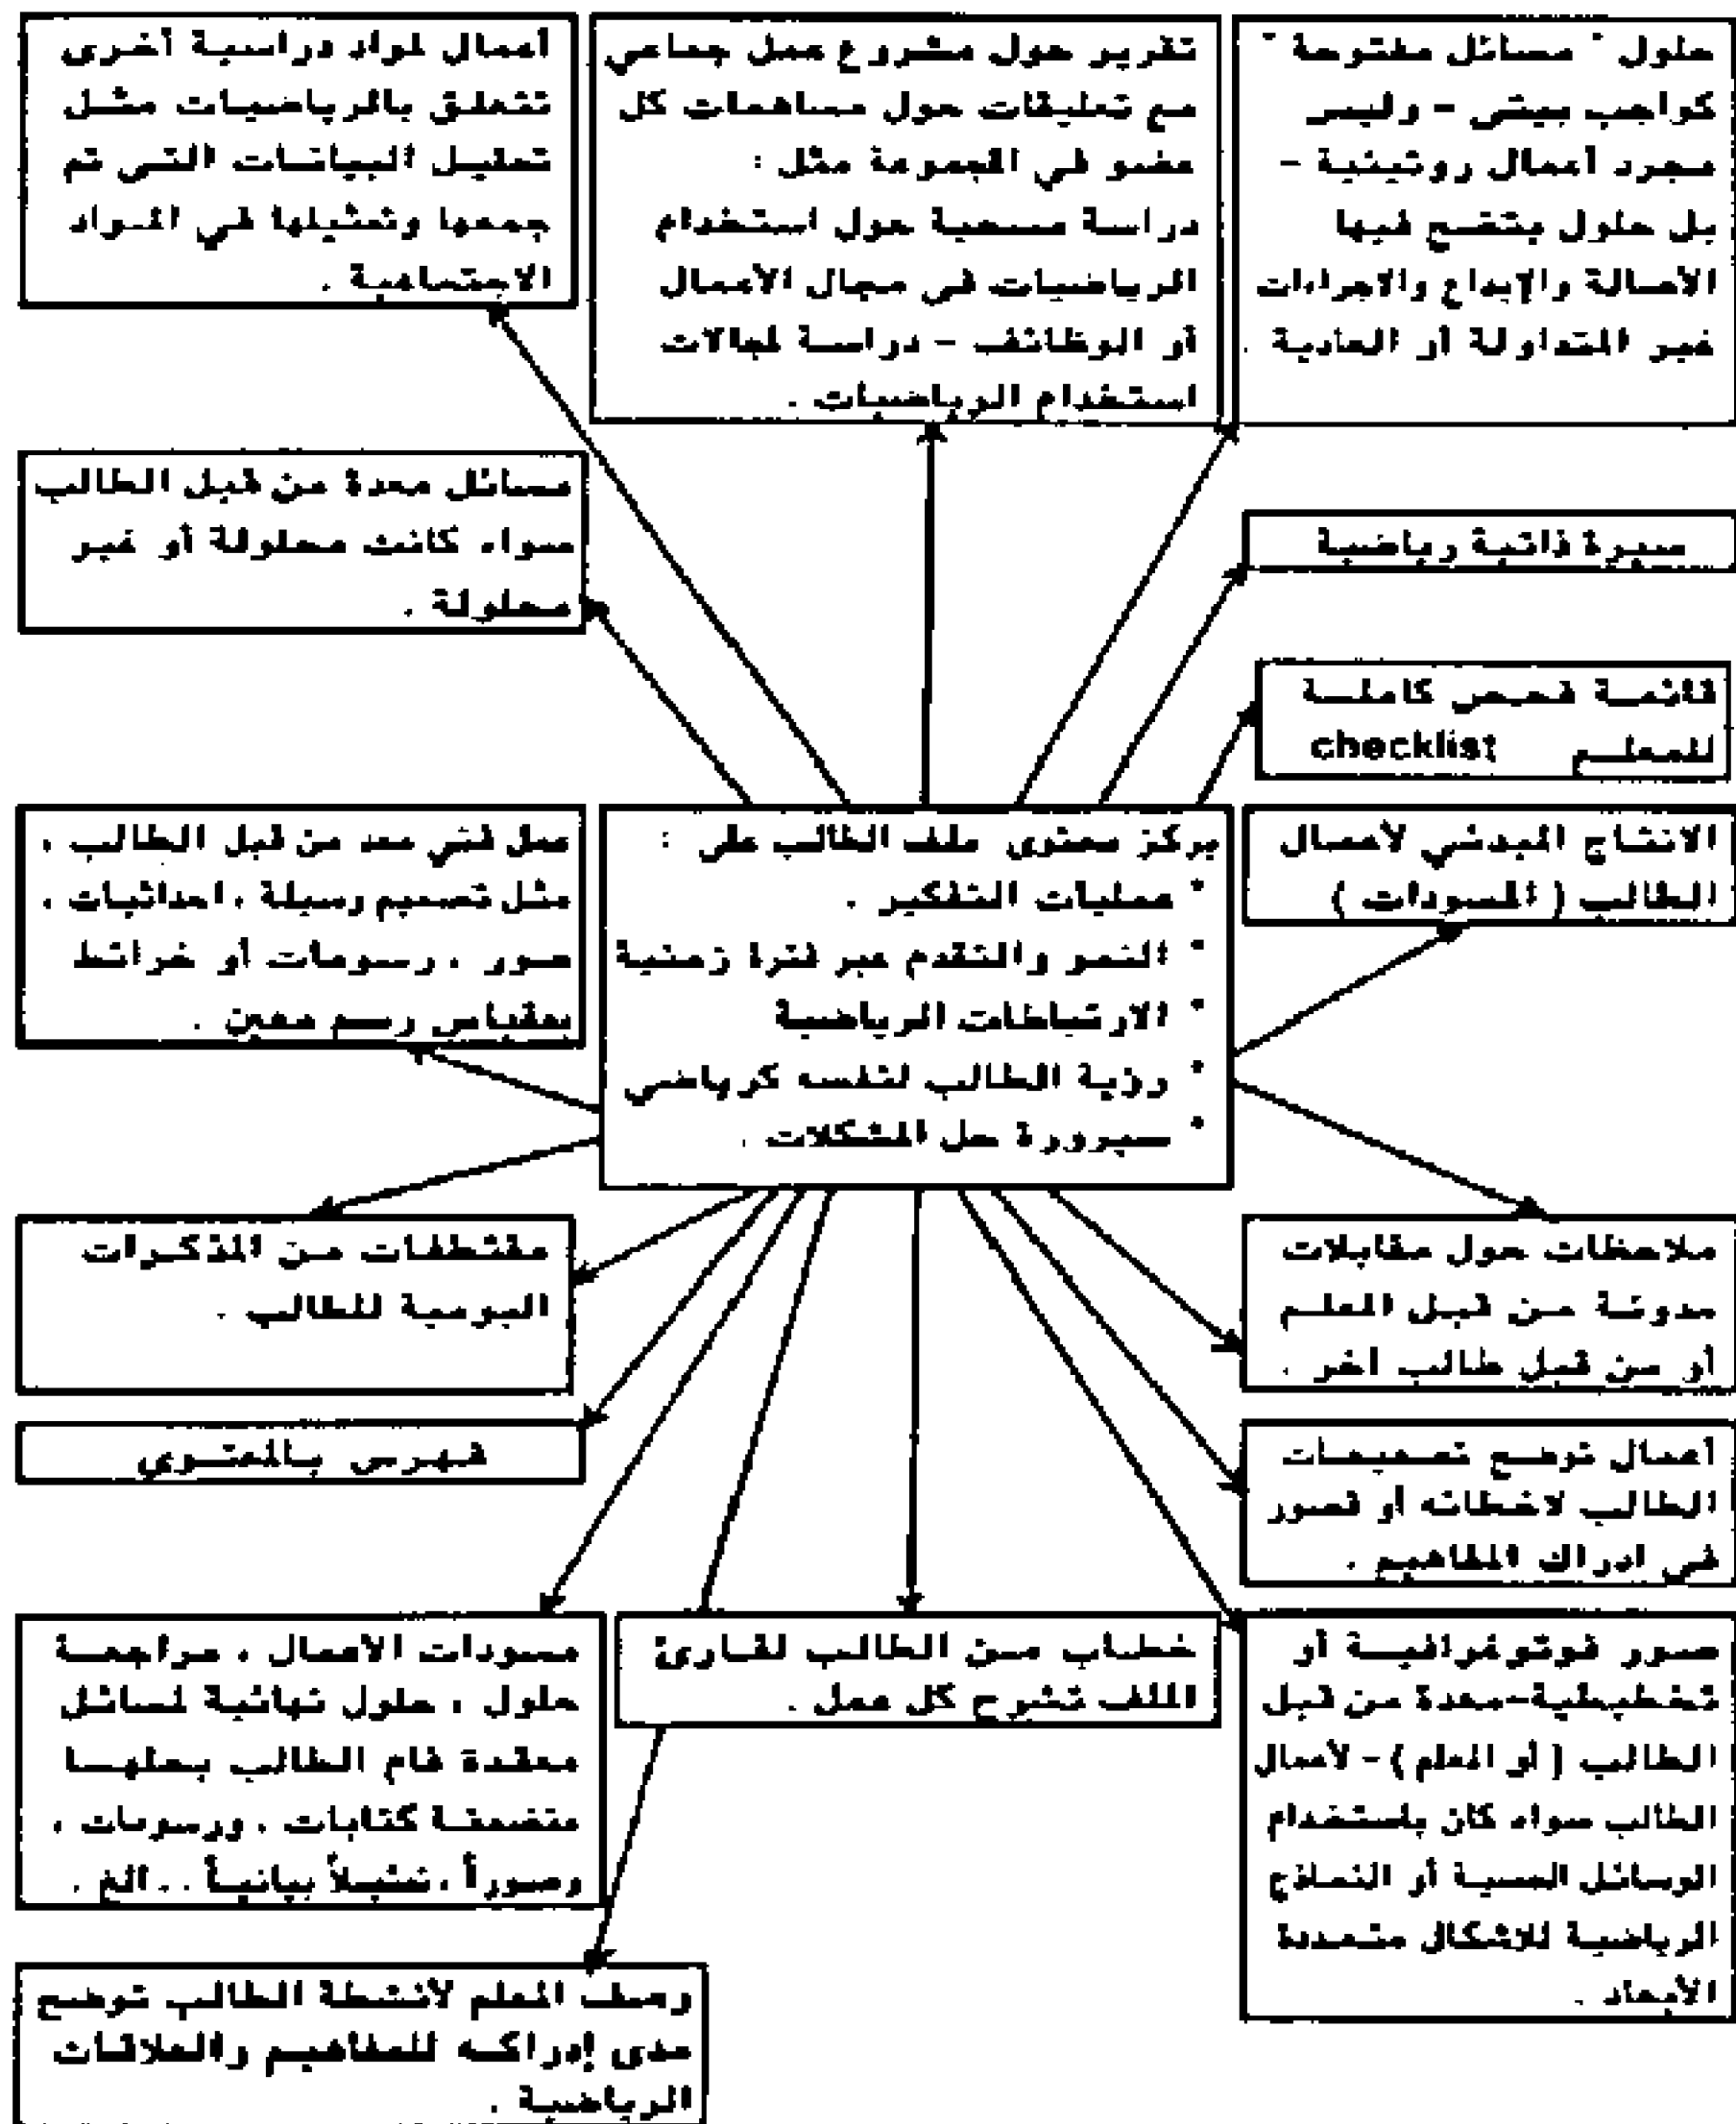 حلول " مسائل مفتوحة "
كواجب بيتى - وليس
مجرد أعمال روتينية -
بل حلول يتضح فيها
الأصالة والإبداع والاجراءات
غير المتداولة أو العادية .
تقرير حول مشروع عمل جماعي
مع تعليقات حول مساهمات كل
عضو في المجموعة مثل :
دراسة مسحية حول استخدام
الرياضيات في مجال الأعمال
أو الوظائف - دراسة لمجالات
استخدام الرياضيات .
أعمال لمواد دراسية أخرى
تتعلق بالرياضيات مثل
تحليل البيانات التي تم
جمعها وتمثيلها في المواد
الاجتماعية .
مسائل معدة من قبل الطالب
سواء كانت محلولة أو غير
محلولة .
سيرة ذاتية رياضية
قائمة فحص كاملة
للمعلم checklist
الانتاج المبدئي لأعمال
الطالب ( المسودات )
يركز محتوى ملف الطالب على :
* عمليات التفكير .
* النمو والتقدم عبر فترة زمنية
* الارتباطات الرياضية
* رؤية الطالب لنفسه كرياضي
* سيرورة حل المشكلات .
عمل فني معد من قبل الطالب ،
مثل تصميم وسيلة ، احداثيات ،
صور ، رسومات أو خرائط
بمقياس رسم معين .
ملاحظات حول مقابلات
مدونة من قبل المعلم
أو من قبل طالب اخر .
مقتطفات من المذكرات
اليومية للطالب .
فهرس بالمحتوي
أعمال توضح تصحيحات
الطالب لاخطائه أو قصور
في ادراك المفاهيم .
صور فوتوغرافية أو
تخطيطية-معدة من قبل
الطالب ( أو المعلم ) - لأعمال
الطالب سواء كان باستخدام
الوسائل الحسية أو النماذج
الرياضية للاشكال متعددة
الأبعاد .
خطاب من الطالب لقارئ
الملف تشرح كل عمل .
مسودات الاعمال ، مراجعة
حلول ، حلول نهائية لمسائل
معقدة قام الطالب بحلها
متضمنة كتابات ، ورسومات ،
وصوراً ، تمثيلاً بيانياً . . الخ .
وصف المعلم لأنشطة الطالب توضح
مدى إدراكه للمفاهيم والعلاقات
الرياضية .